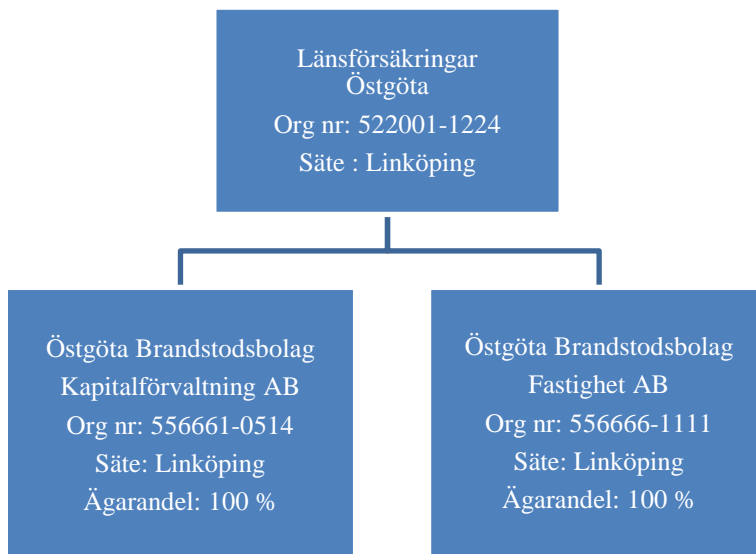 Länsförsäkringar
Östgöta
Org nr: 522001-1224
Säte : Linköping
Östgöta Brandstodsbolag
Kapitalförvaltning AB
Org nr: 556661-0514
Säte: Linköping
Ägarandel: 100 %
Östgöta Brandstodsbolag
Fastighet AB
Org nr: 556666-1111
Säte: Linköping
Ägarandel: 100 %